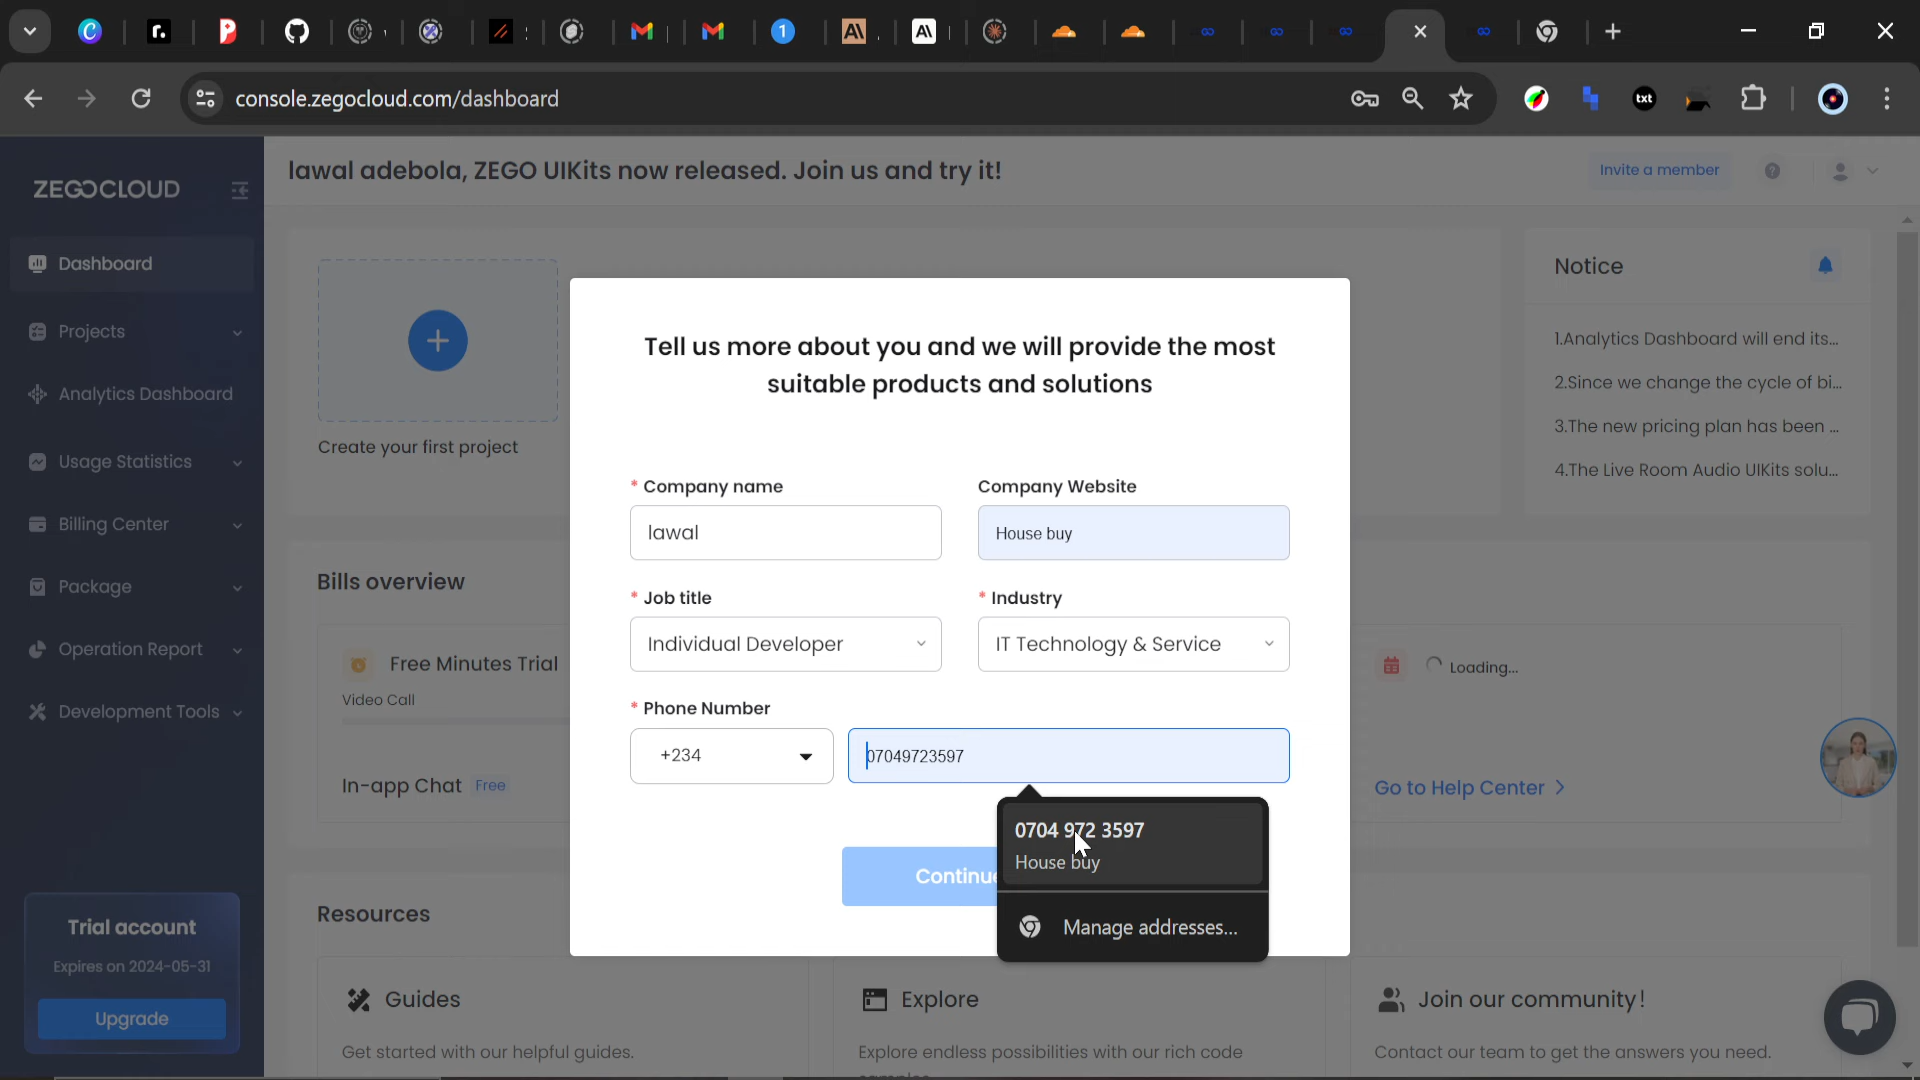 console.zegocloud.com/dashboard
txt
ZEGOCLOUD
lawal adebola, ZEGO UIKits now released. Join us and try it!
Invite a member
Dashboard
Projects
Analytics Dashboard
Usage Statistics
Billing Center
Package
Operation Report
Development Tools
Trial account
Expires on 2024-05-31
Upgrade
Create your first project
Notice
1.Analytics Dashboard will end its...
2.Since we change the cycle of bi...
3.The new pricing plan has been ...
4.The Live Room Audio UIKits solu...
Tell us more about you and we will provide the most
suitable products and solutions
* Company name
Company Website
lawal
House buy
* Job title
* Industry
Individual Developer
IT Technology & Service
* Phone Number
+234
07049723597
0704 972 3597
House buy
Manage addresses...
Continue
Bills overview
Free Minutes Trial
Video Call
In-app Chat Free
Loading...
Go to Help Center >
Resources
Guides
Get started with our helpful guides.
Explore
Explore endless possibilities with our rich code
Join our community!
Contact our team to get the answers you need.